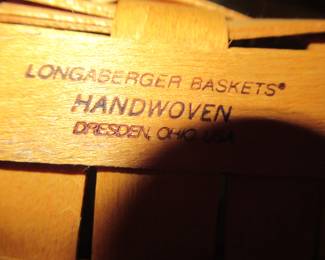 LONGABERGER BASKETS®
HANDWOVEN
DRESDEN, OHIO USA